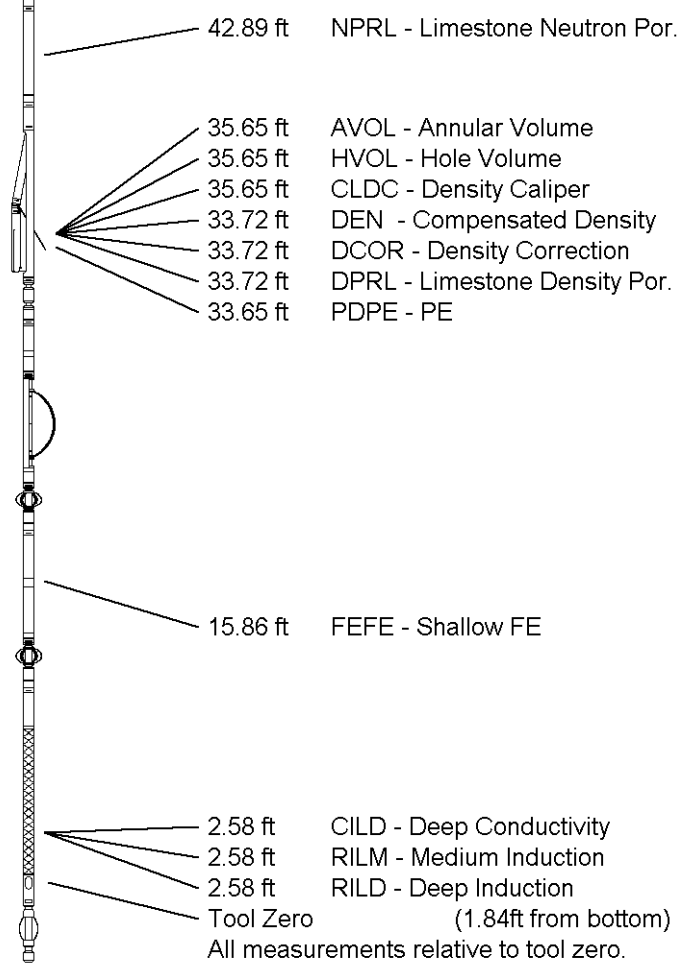 42.89 ft NPRL - Limestone Neutron Por.
35.65 ft AVOL - Annular Volume
35.65 ft HVOL - Hole Volume
35.65 ft CLDC - Density Caliper
33.72 ft DEN - Compensated Density
33.72 ft DCOR - Density Correction
33.72 ft DPRL - Limestone Density Por.
33.65 ft PDPE - PE
15.86 ft FEFE - Shallow FE
2.58 ft CILD - Deep Conductivity
2.58 ft RILM - Medium Induction
2.58 ft RILD - Deep Induction
Tool Zero (1.84ft from bottom)
All measurements relative to tool zero.